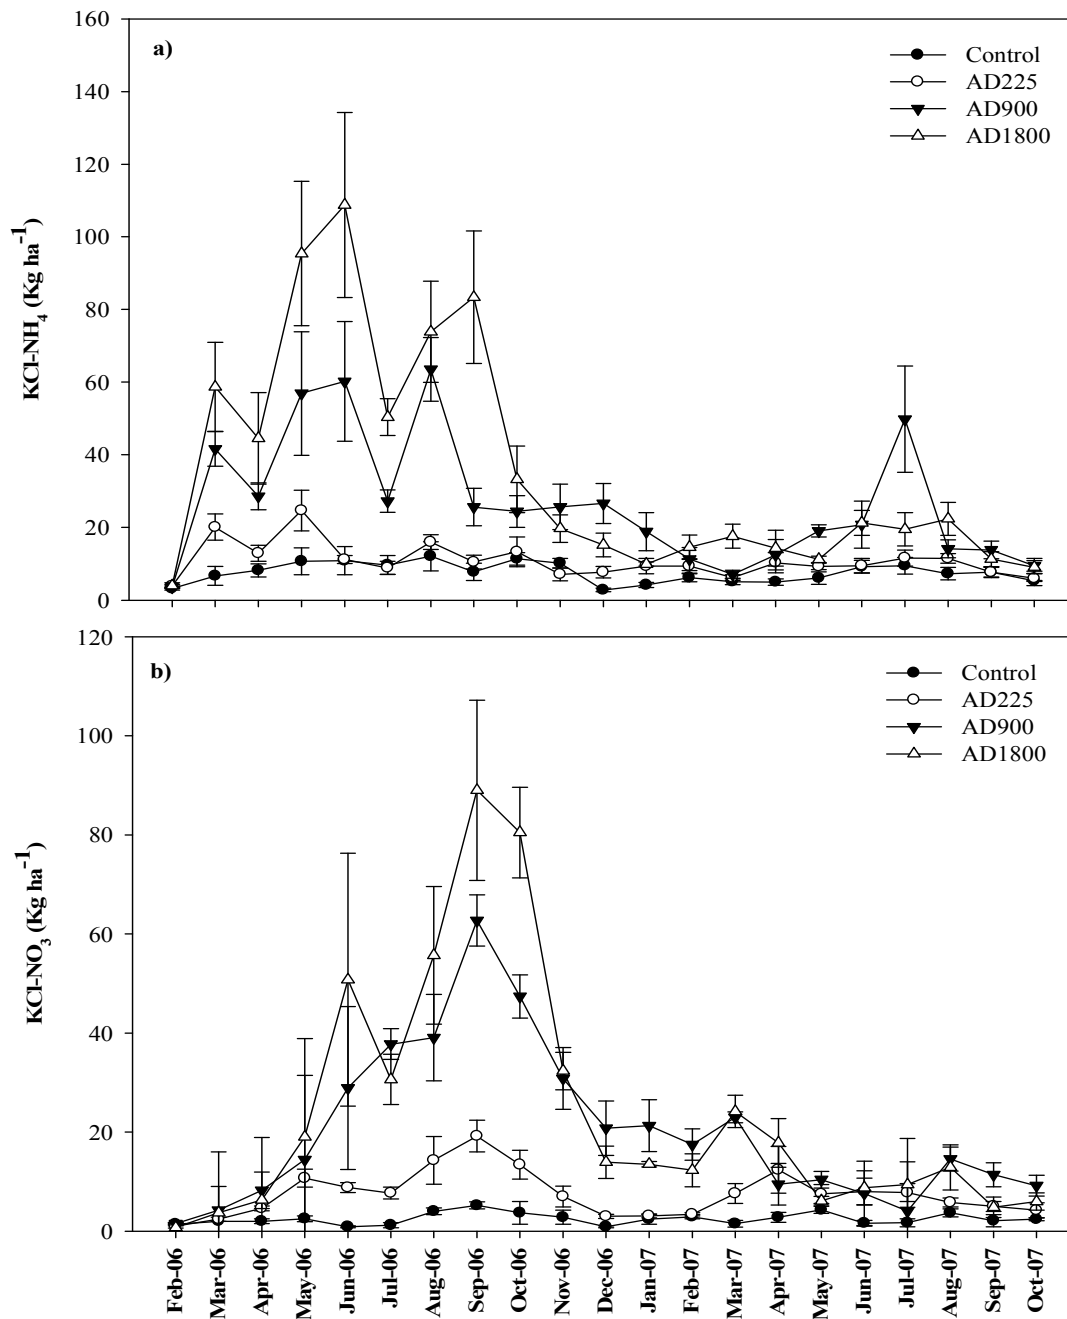 a)
Control
AD225
AD900
AD1800
KCl-NH4 (Kg ha-1)
160
140
120
100
80
60
40
20
0
b)
Control
AD225
AD900
AD1800
KCl-NO3 (Kg ha-1)
120
100
80
60
40
20
0
Feb-06
Mar-06
Apr-06
May-06
Jun-06
Jul-06
Aug-06
Sep-06
Oct-06
Nov-06
Dec-06
Jan-07
Feb-07
Mar-07
Apr-07
May-07
Jun-07
Jul-07
Aug-07
Sep-07
Oct-07